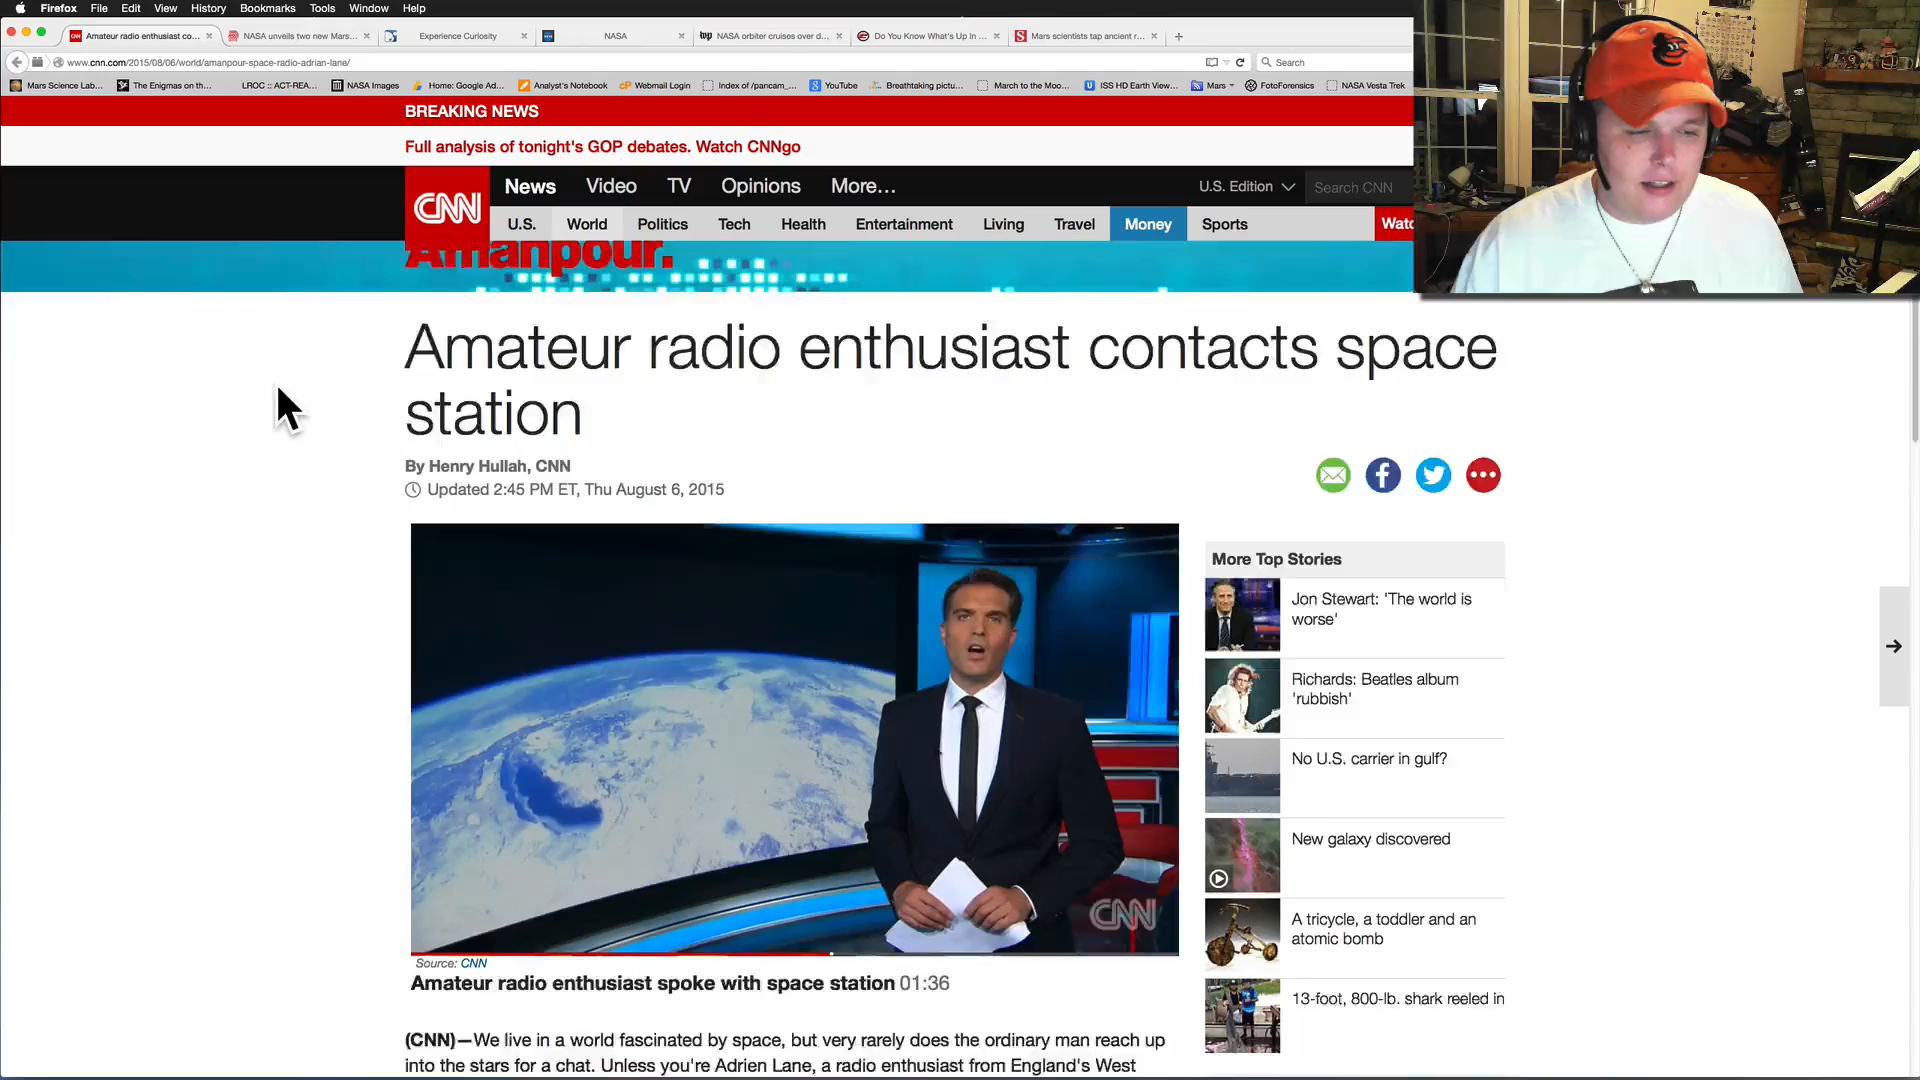 Firefox File Edit View History Bookmarks Tools Window Help
Amateur radio enthusiast co... NASA unveils two new Mars... Experience Curiosity NASA NASA orbiter cruises over d... Do You Know What's Up In ... Mars scientists tap ancient r...
www.cnn.com/2015/08/06/world/amanpour-space-radio-adrian-lane/ Search
Mars Science Lab... The Enigmas on th... LROC :: ACT-REA... NASA Images Home: Google Ad... Analyst's Notebook Webmail Login Index of /pancam_... YouTube Breathtaking pictu... March to the Moo... ISS HD Earth View... Mars FotoForensics NASA Vesta Trek
BREAKING NEWS
Full analysis of tonight's GOP debates. Watch CNNgo
CNN News Video TV Opinions More... U.S. Edition Search CNN
U.S. World Politics Tech Health Entertainment Living Travel Money Sports
Amanpour.
Amateur radio enthusiast contacts space
station
By Henry Hullah, CNN
Updated 2:45 PM ET, Thu August 6, 2015
CNN
Source: CNN
Amateur radio enthusiast spoke with space station 01:36
(CNN)—We live in a world fascinated by space, but very rarely does the ordinary man reach up
into the stars for a chat. Unless you're Adrien Lane, a radio enthusiast from England's West
More Top Stories
Jon Stewart: 'The world is
worse'
Richards: Beatles album
'rubbish'
No U.S. carrier in gulf?
New galaxy discovered
A tricycle, a toddler and an
atomic bomb
13-foot, 800-lb. shark reeled in